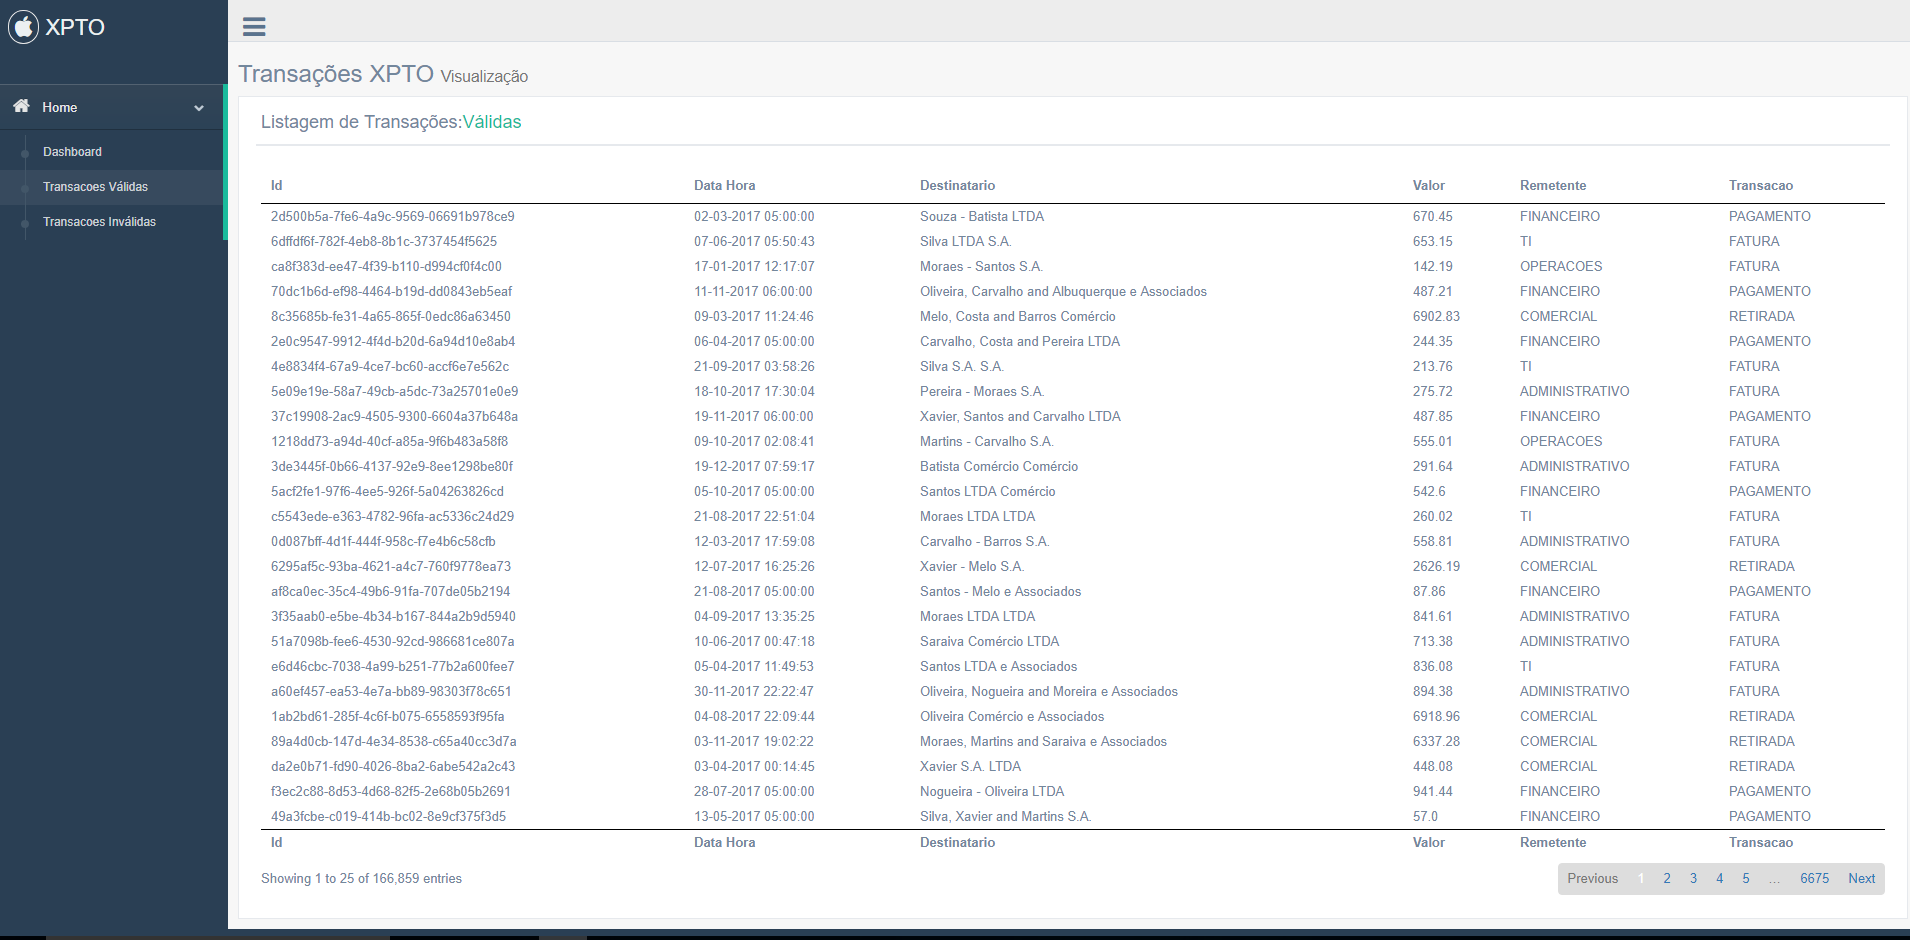 XPTO
Home
Dashboard
Transacoes Válidas
Transacoes Inválidas
Transações XPTO Visualização
Listagem de Transações:Válidas
Id Data Hora Destinatario Valor Remetente Transacao
2d500b5a-7fe6-4a9c-9569-06691b978ce9 02-03-2017 05:00:00 Souza - Batista LTDA 670.45 FINANCEIRO PAGAMENTO
6dffdf6f-782f-4eb8-8b1c-3737454f5625 07-06-2017 05:50:43 Silva LTDA S.A. 653.15 TI FATURA
ca8f383d-ee47-4f39-b110-d994cf0f4c00 17-01-2017 12:17:07 Moraes - Santos S.A. 142.19 OPERACOES FATURA
70dc1b6d-ef98-4464-b19d-dd0843eb5eaf 11-11-2017 06:00:00 Oliveira, Carvalho and Albuquerque e Associados 487.21 FINANCEIRO PAGAMENTO
8c35685b-fe31-4a65-865f-0edc86a63450 09-03-2017 11:24:46 Melo, Costa and Barros Comércio 6902.83 COMERCIAL RETIRADA
2e0c9547-9912-4f4d-b20d-6a94d10e8ab4 06-04-2017 05:00:00 Carvalho, Costa and Pereira LTDA 244.35 FINANCEIRO PAGAMENTO
4e8834f4-67a9-4ce7-bc60-accf6e7e562c 21-09-2017 03:58:26 Silva S.A. S.A. 213.76 TI FATURA
5e09e19e-58a7-49cb-a5dc-73a25701e0e9 18-10-2017 17:30:04 Pereira - Moraes S.A. 275.72 ADMINISTRATIVO FATURA
37c19908-2ac9-4505-9300-6604a37b648a 19-11-2017 06:00:00 Xavier, Santos and Carvalho LTDA 487.85 FINANCEIRO PAGAMENTO
1218dd73-a94d-40cf-a85a-9f6b483a58f8 09-10-2017 02:08:41 Martins - Carvalho S.A. 555.01 OPERACOES FATURA
3de3445f-0b66-4137-92e9-8ee1298be80f 19-12-2017 07:59:17 Batista Comércio Comércio 291.64 ADMINISTRATIVO FATURA
5acf2fe1-97f6-4ee5-926f-5a04263826cd 05-10-2017 05:00:00 Santos LTDA Comércio 542.6 FINANCEIRO PAGAMENTO
c5543ede-e363-4782-96fa-ac5336c24d29 21-08-2017 22:51:04 Moraes LTDA LTDA 260.02 TI FATURA
0d087bff-4d1f-444f-958c-f7e4b6c58cfb 12-03-2017 17:59:08 Carvalho - Barros S.A. 558.81 ADMINISTRATIVO FATURA
6295af5c-93ba-4621-a4c7-760f9778ea73 12-07-2017 16:25:26 Xavier - Melo S.A. 2626.19 COMERCIAL RETIRADA
af8ca0ec-35c4-49b6-91fa-707de05b2194 21-08-2017 05:00:00 Santos - Melo e Associados 87.86 FINANCEIRO PAGAMENTO
3f35aab0-e5be-4b34-b167-844a2b9d5940 04-09-2017 13:35:25 Moraes LTDA LTDA 841.61 ADMINISTRATIVO FATURA
51a7098b-fee6-4530-92cd-986681ce807a 10-06-2017 00:47:18 Saraiva Comércio LTDA 713.38 ADMINISTRATIVO FATURA
e6d46cbc-7038-4a99-b251-77b2a600fee7 05-04-2017 11:49:53 Santos LTDA e Associados 836.08 TI FATURA
a60ef457-ea53-4e7a-bb89-98303f78c651 30-11-2017 22:22:47 Oliveira, Nogueira and Moreira e Associados 894.38 ADMINISTRATIVO FATURA
1ab2bd61-285f-4c6f-b075-6558593f95fa 04-08-2017 22:09:44 Oliveira Comércio e Associados 6918.96 COMERCIAL RETIRADA
89a4d0cb-147d-4e34-8538-c65a40cc3d7a 03-11-2017 19:02:22 Moraes, Martins and Saraiva e Associados 6337.28 COMERCIAL RETIRADA
da2e0b71-fd90-4026-8ba2-6abe542a2c43 03-04-2017 00:14:45 Xavier S.A. LTDA 448.08 COMERCIAL RETIRADA
f3ec2c88-8d53-4d68-82f5-2e68b05b2691 28-07-2017 05:00:00 Nogueira - Oliveira LTDA 941.44 FINANCEIRO PAGAMENTO
49a3fcbe-c019-414b-bc02-8e9cf375f3d5 13-05-2017 05:00:00 Silva, Xavier and Martins S.A. 57.0 FINANCEIRO PAGAMENTO
Id Data Hora Destinatario Valor Remetente Transacao
Showing 1 to 25 of 166,859 entries Previous 1 2 3 4 5 … 6675 Next